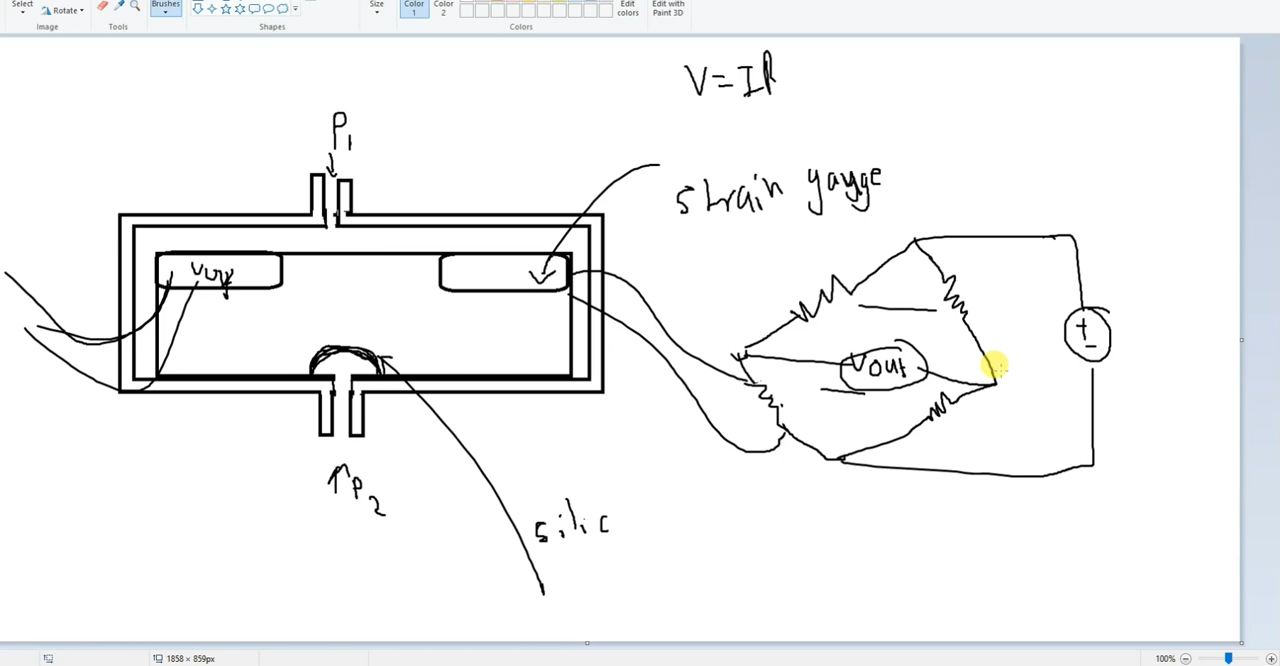 Select
Rotate
Image
Tools
Brushes
Shapes
Size
Color 1
Color 2
Colors
Edit colors
Edit with Paint 3D
V=IR
P1
strain gauge
Vout
+
-
P2
silic
1858 × 859px
100%